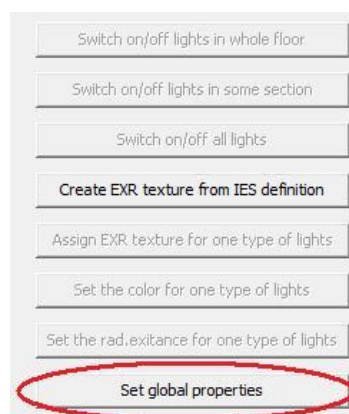 Switch on/off lights in whole floor
Switch on/off lights in some section
Switch on/off all lights
Create EXR texture from IES definition
Assign EXR texture for one type of lights
Set the color for one type of lights
Set the rad.exitance for one type of lights
Set global properties